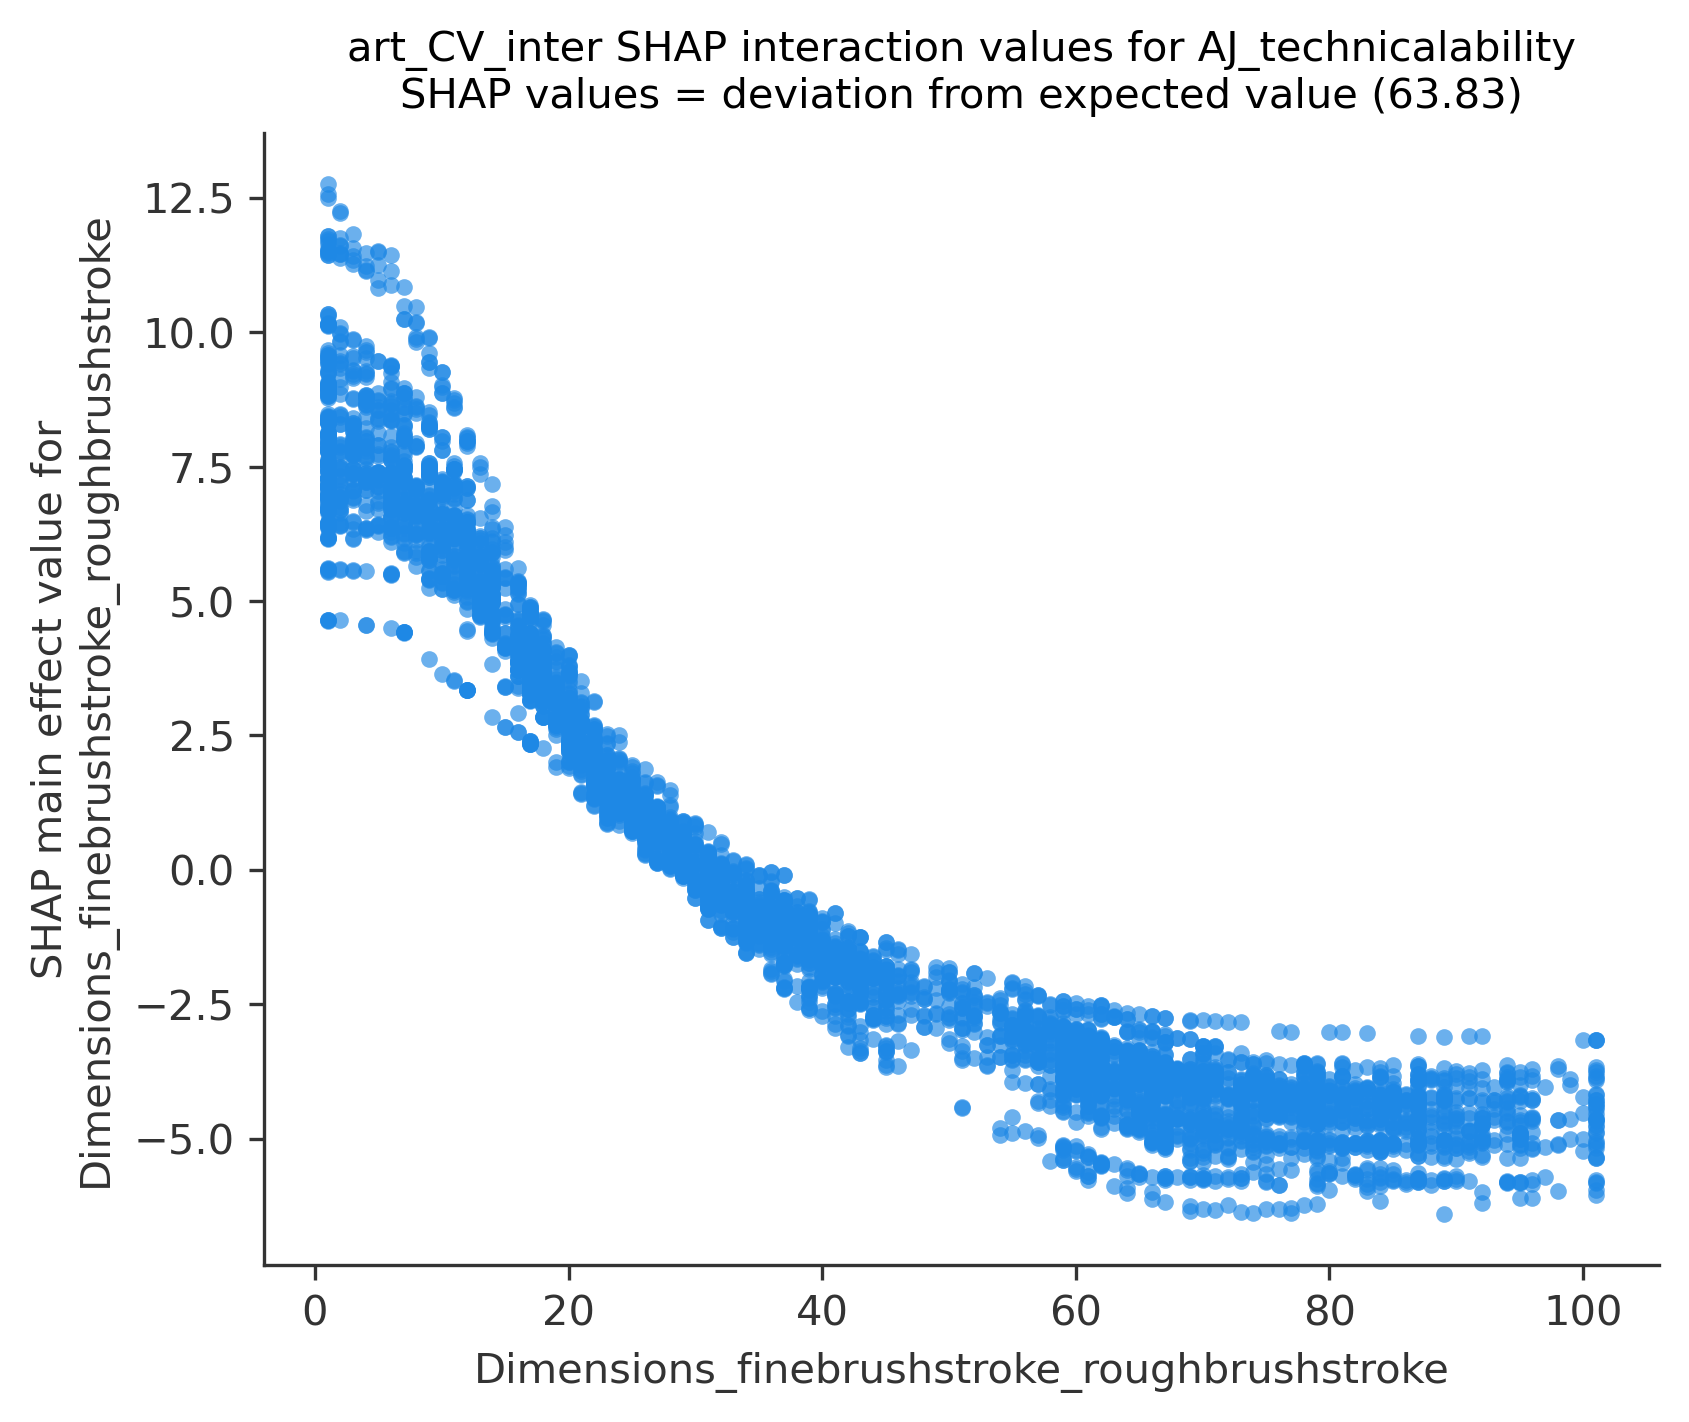 art_CV_inter SHAP interaction values for AJ_technicalability
SHAP values = deviation from expected value (63.83)
SHAP main effect value for
Dimensions_finebrushstroke_roughbrushstroke
12.5
10.0
7.5
5.0
2.5
0.0
−2.5
−5.0
0
20
40
60
80
100
Dimensions_finebrushstroke_roughbrushstroke